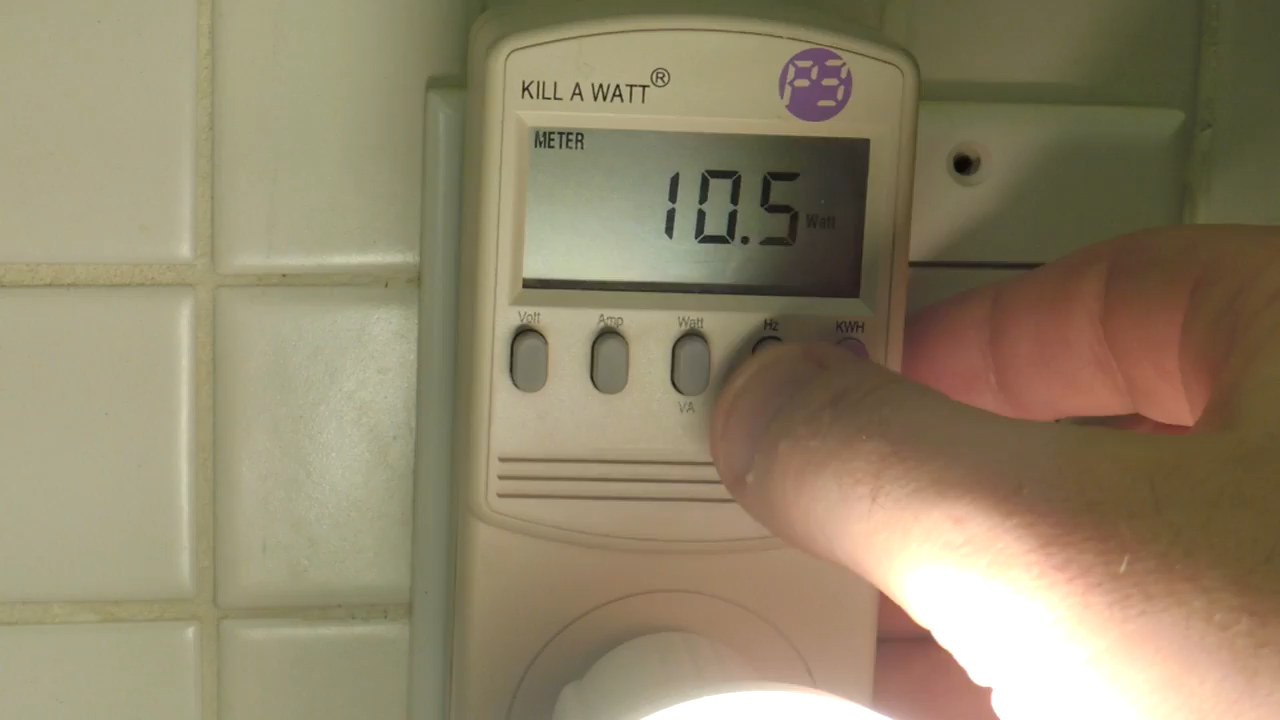 KILL A WATT®
P3
METER
10.5 Watt
Volt Amp Watt Hz KWH
VA